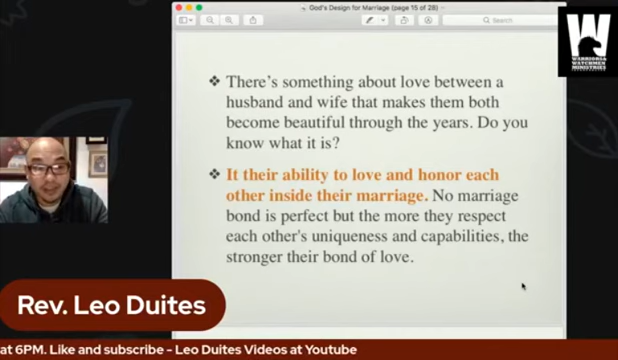 God's Design for Marriage (page 15 of 28)
Search
WARRIORS &
WATCHMEN
MINISTRIES
❖ There's something about love between a
husband and wife that makes them both
become beautiful through the years. Do you
know what it is?
❖ It their ability to love and honor each
other inside their marriage. No marriage
bond is perfect but the more they respect
each other's uniqueness and capabilities, the
stronger their bond of love.
Rev. Leo Duites
at 6PM. Like and subscribe - Leo Duites Videos at Youtube